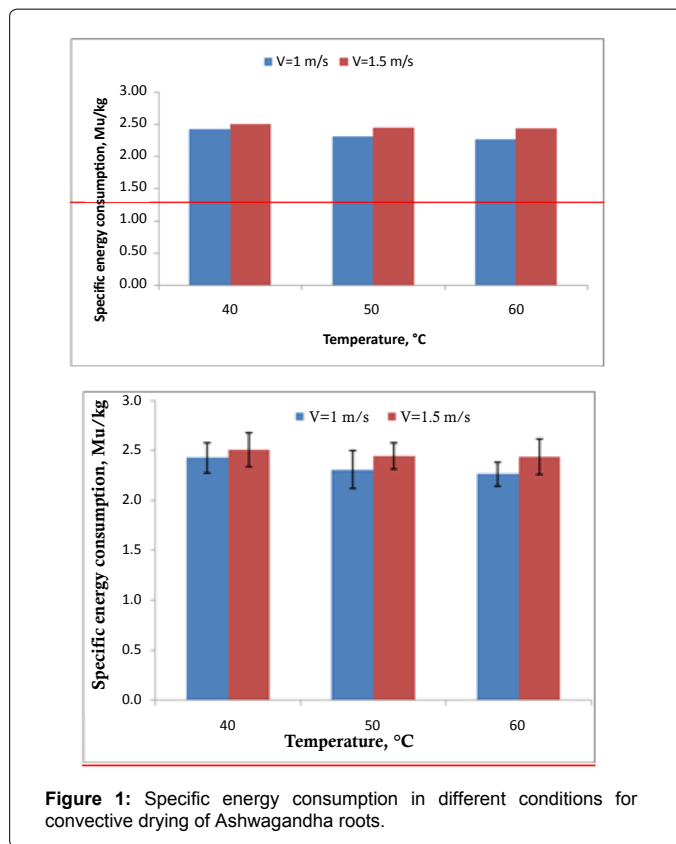 V=1 m/s V=1.5 m/s
Specific energy consumption, Mu/kg
3.00
2.50
2.00
1.50
1.00
0.50
0.00
40 50 60
Temperature, °C
V=1 m/s V=1.5 m/s
Specific energy consumption, Mu/kg
3.0
2.5
2.0
1.5
1.0
0.5
0.0
40 50 60
Temperature, °C
Figure 1: Specific energy consumption in different conditions for
convective drying of Ashwagandha roots.